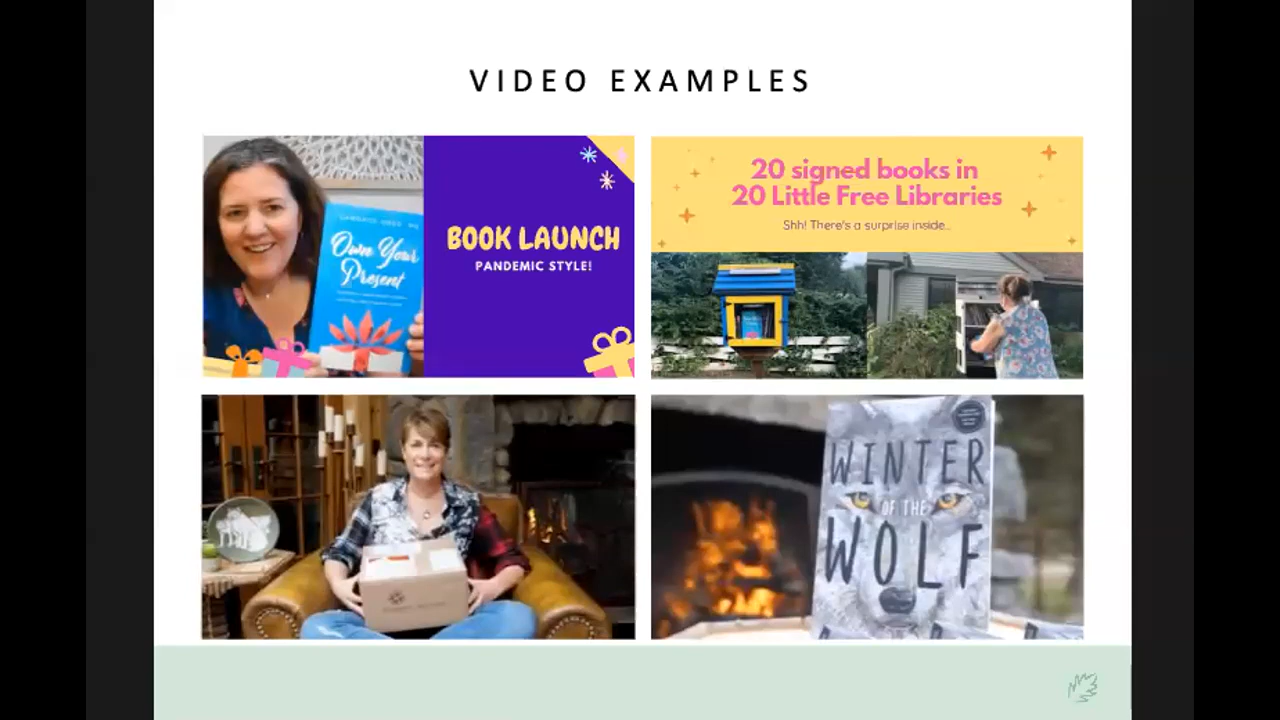 VIDEO EXAMPLES
Own Your
Present
BOOK LAUNCH
PANDEMIC STYLE!
20 signed books in
20 Little Free Libraries
Shh! There's a surprise inside...
WINTER
OF THE
WOLF